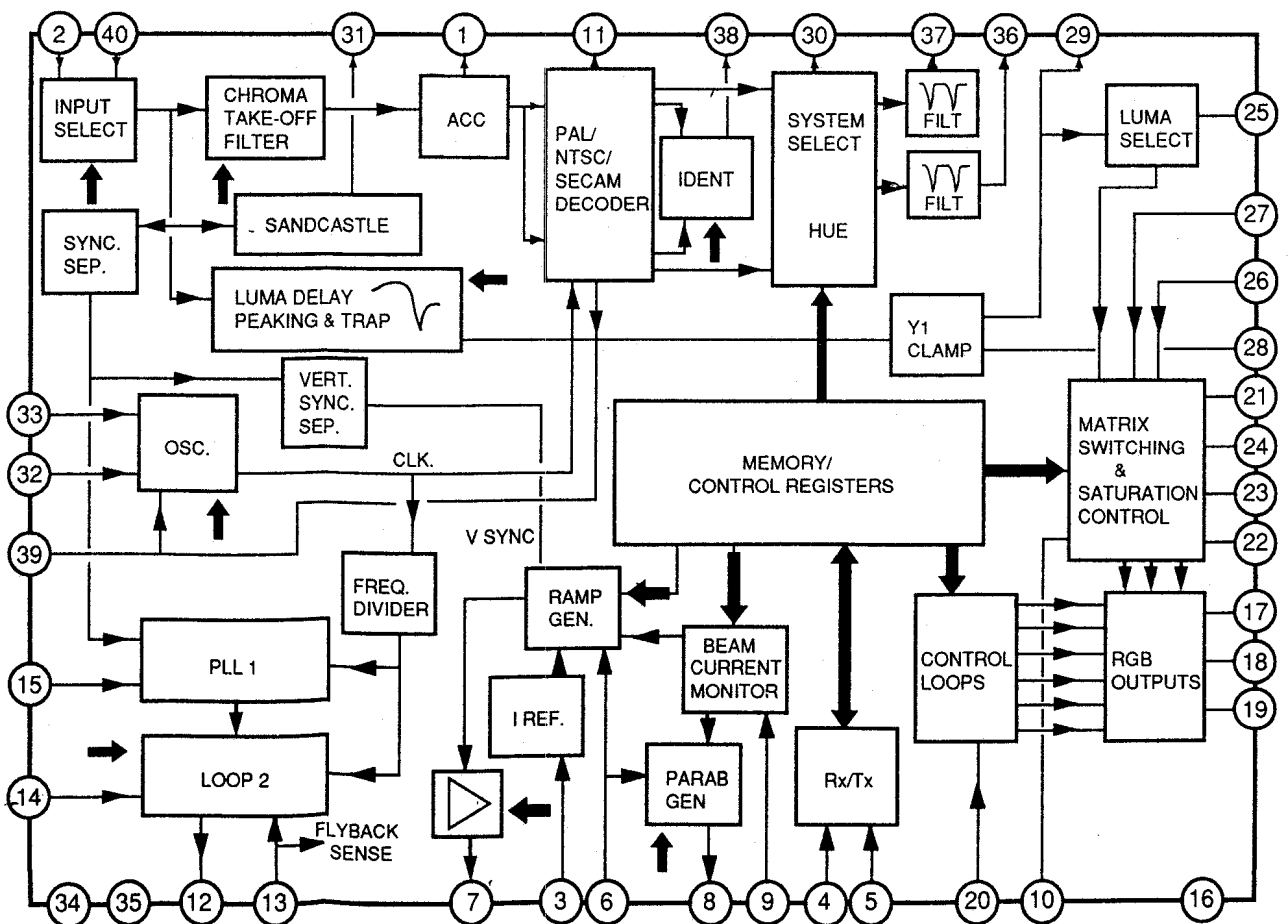 2
40
31
1
11
38
30
37
36
29
INPUT
SELECT
CHROMA
TAKE-OFF
FILTER
ACC
PAL/
NTSC/
SECAM
DECODER
IDENT
SYSTEM
SELECT
HUE
FILT
FILT
LUMA
SELECT
25
SYNC.
SEP.
SANDCASTLE
27
26
LUMA DELAY
PEAKING & TRAP
Y1
CLAMP
28
VERT.
SYNC.
SEP.
33
32
39
OSC.
CLK.
V SYNC
MEMORY/
CONTROL REGISTERS
MATRIX
SWITCHING
&
SATURATION
CONTROL
21
24
23
22
FREQ.
DIVIDER
RAMP
GEN.
BEAM
CURRENT
MONITOR
CONTROL
LOOPS
RGB
OUTPUTS
17
18
19
15
PLL 1
I REF.
14
LOOP 2
PARAB
GEN
Rx/Tx
FLYBACK
SENSE
34
35
12
13
7
3
6
8
9
4
5
20
10
16